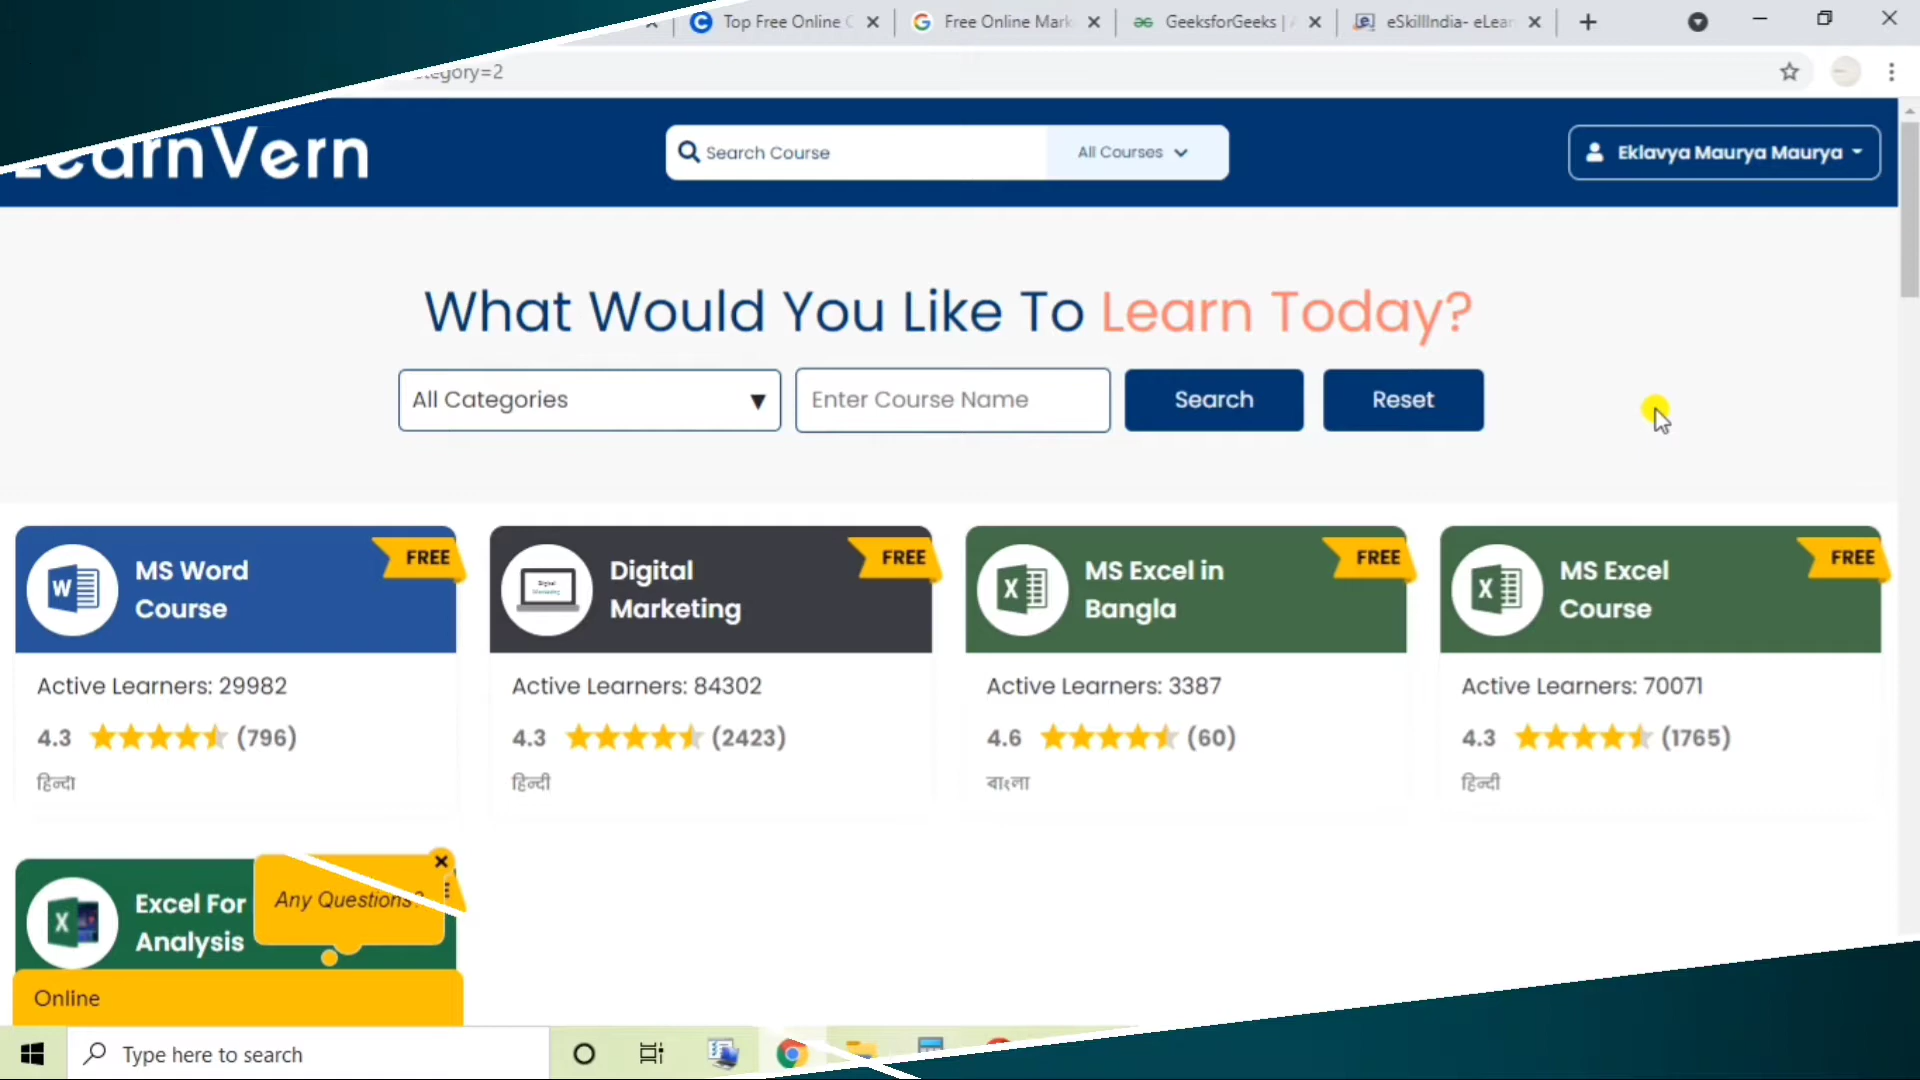 Top Free Online C
Free Online Mark
GeeksforGeeks | A
eSkillIndia- eLear
tegory=2
LearnVern
Search Course
All Courses
Eklavya Maurya Maurya
What Would You Like To Learn Today?
All Categories
Enter Course Name
Search
Reset
MS Word
Course
FREE
Active Learners: 29982
4.3 (796)
हिन्दी
Digital
Marketing
FREE
Active Learners: 84302
4.3 (2423)
हिन्दी
MS Excel in
Bangla
FREE
Active Learners: 3387
4.6 (60)
বাংলা
MS Excel
Course
FREE
Active Learners: 70071
4.3 (1765)
हिन्दी
Excel For
Analysis
Any Questions?
Online
Type here to search